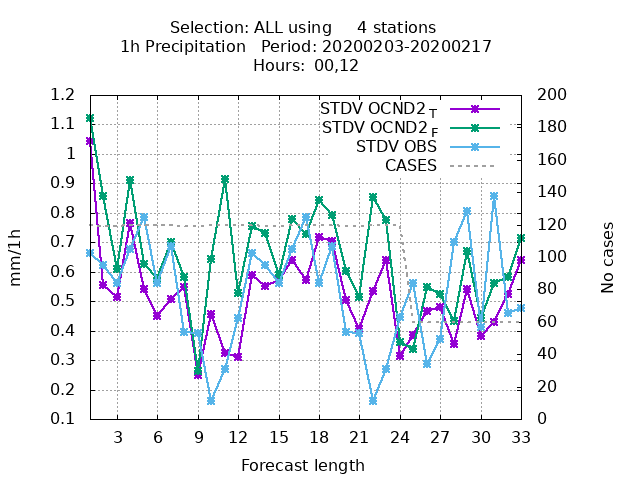 Selection: ALL using 4 stations
1h Precipitation Period: 20200203-20200217
Hours: 00,12
STDV OCND2 T
STDV OCND2 F
STDV OBS
CASES
mm/1h
1.2
1.1
1
0.9
0.8
0.7
0.6
0.5
0.4
0.3
0.2
0.1
200
180
160
140
120
100
80
60
40
20
0
No cases
3 6 9 12 15 18 21 24 27 30 33
Forecast length